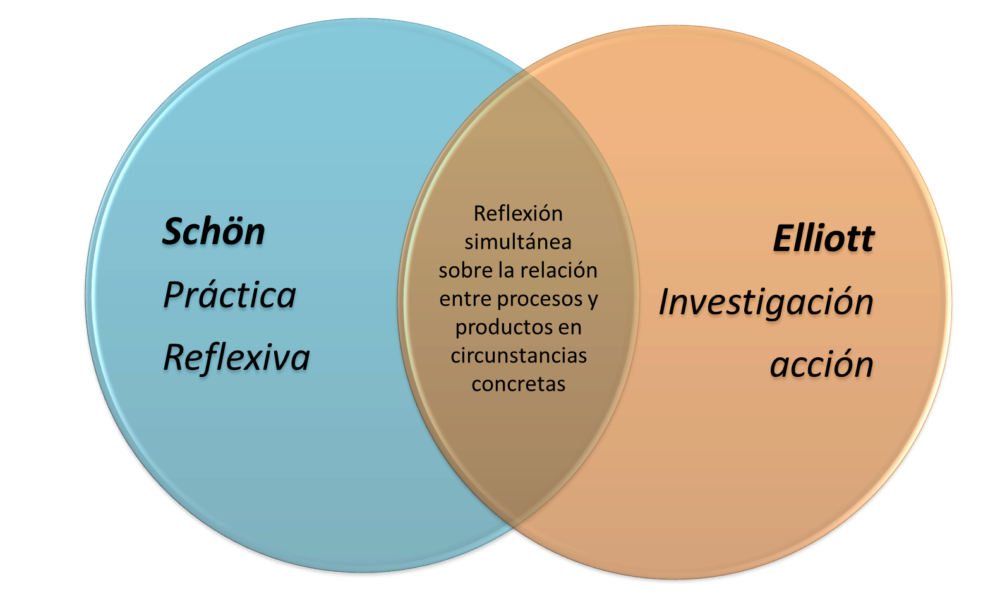 Schön
Práctica
Reflexiva
Reflexión
simultánea
sobre la relación
entre procesos y
productos en
circunstancias
concretas
Elliott
Investigación
acción